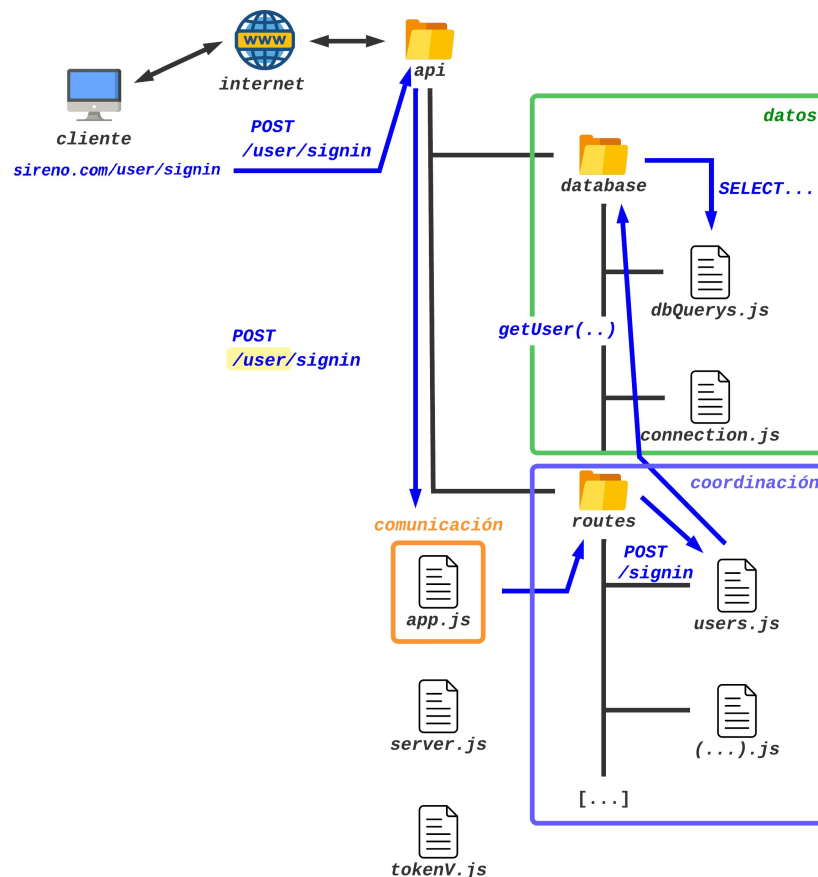 WWW
internet
api
cliente
sireno.com/user/signin
POST
/user/signin
datos
database
SELECT...
dbQuerys.js
getUser(..)
connection.js
POST
/user/signin
coordinación
routes
comunicación
POST
/signin
app.js
users.js
server.js
(...).js
[...]
tokenV.js